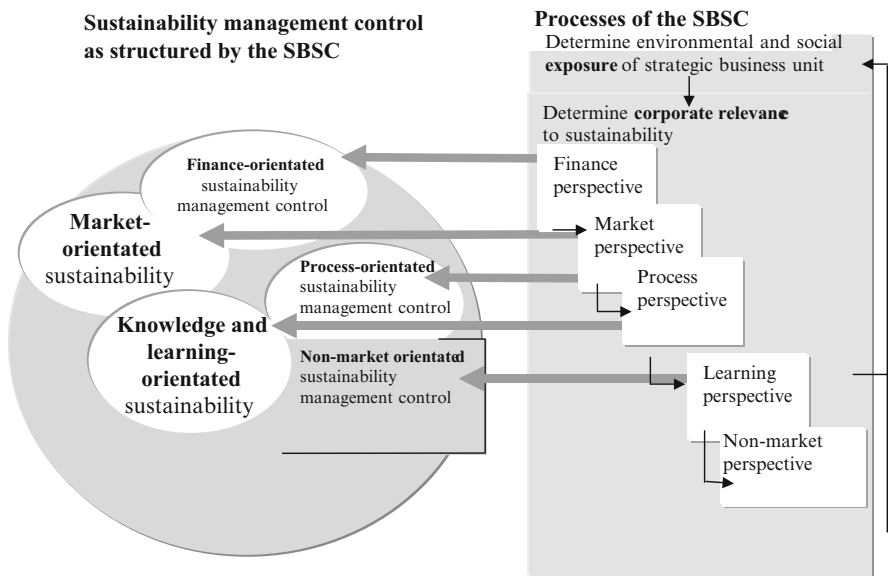 Sustainability management control
as structured by the SBSC
Finance-orientated
sustainability
management control
Market-
orientated
sustainability
Process-orientated
sustainability
management control
Knowledge and
learning-
orientated
sustainability
Non-market orientated
sustainability
management control
Processes of the SBSC
Determine environmental and social
exposure of strategic business unit
Determine corporate relevance
to sustainability
Finance
perspective
Market
perspective
Process
perspective
Learning
perspective
Non-market
perspective